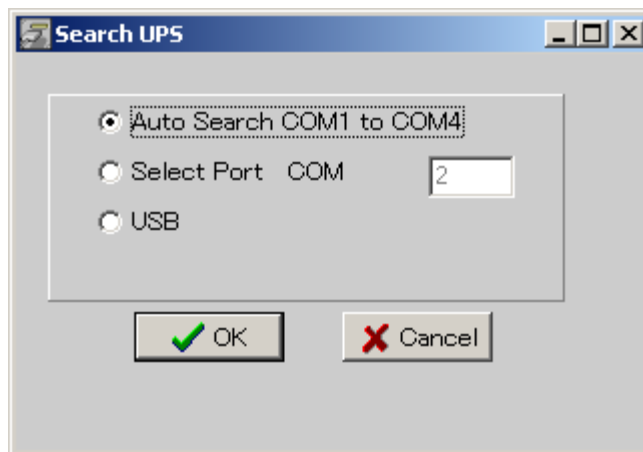 Search UPS
Auto Search COM1 to COM4
Select Port COM 2
USB
OK Cancel